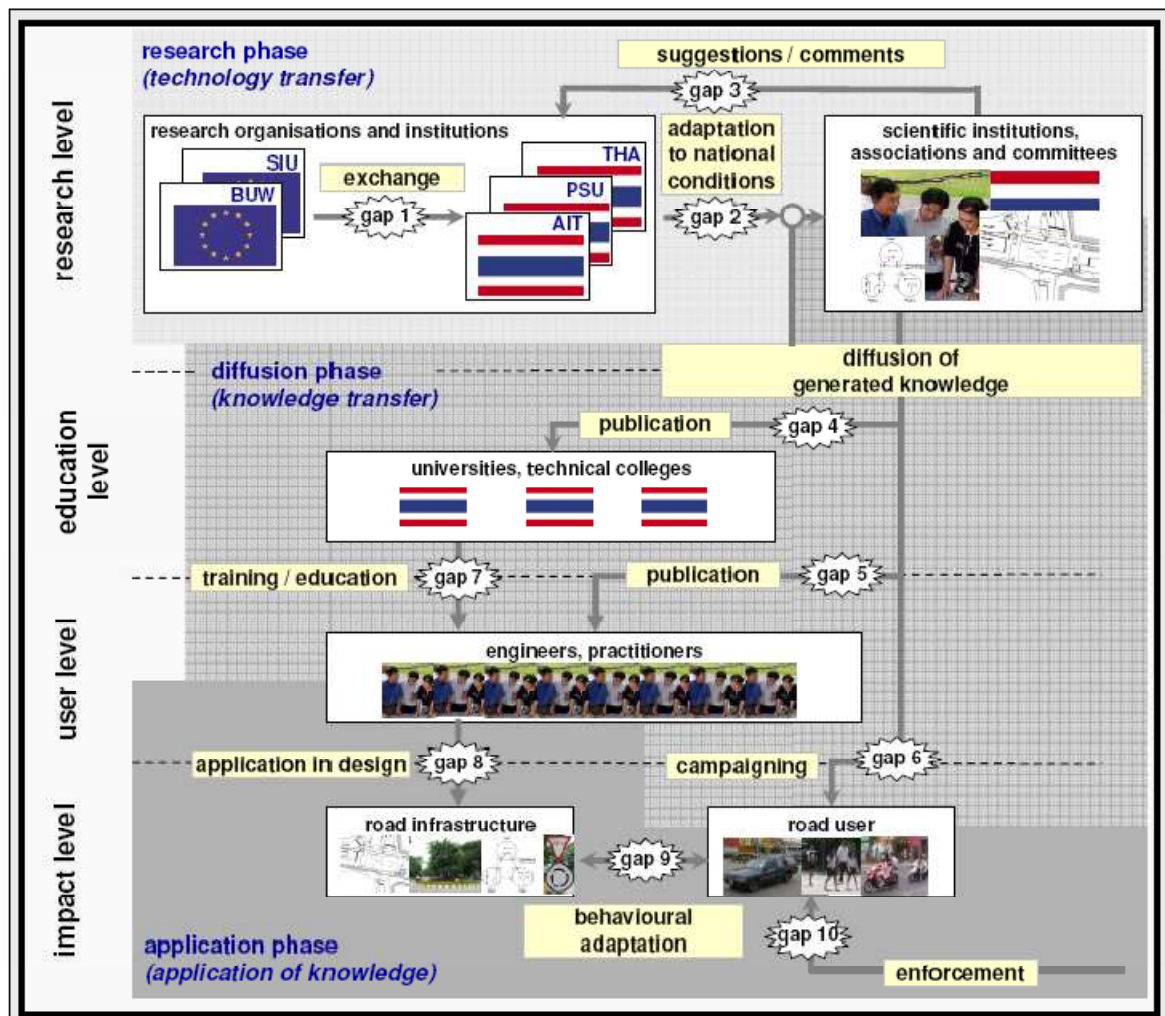 research phase
(technology transfer)
suggestions / comments
gap 3
research organisations and institutions
SIU
BUW
exchange
gap 1
THA
PSU
AIT
adaptation
to national
conditions
gap 2
scientific institutions,
associations and committees
research level
diffusion phase
(knowledge transfer)
diffusion of
generated knowledge
publication
gap 4
universities, technical colleges
education
level
training / education
gap 7
publication
gap 5
engineers, practitioners
user level
application in design
gap 8
campaigning
gap 6
road infrastructure
gap 9
road user
impact level
behavioural
adaptation
gap 10
enforcement
application phase
(application of knowledge)